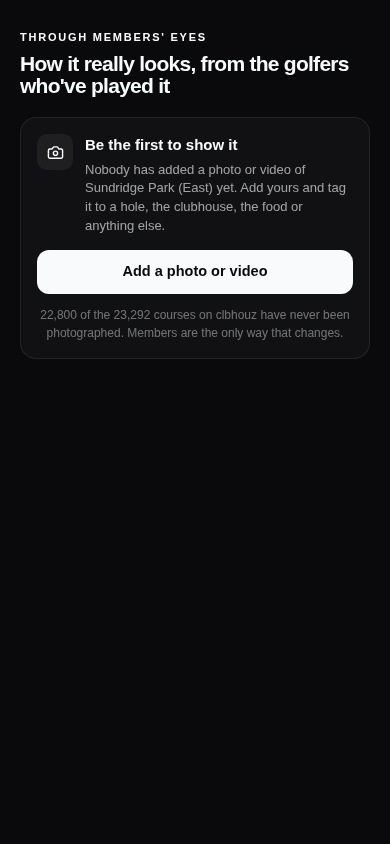 THROUGH MEMBERS' EYES
How it really looks, from the golfers
who've played it
Be the first to show it
Nobody has added a photo or video of
Sundridge Park (East) yet. Add yours and tag
it to a hole, the clubhouse, the food or
anything else.
Add a photo or video
22,800 of the 23,292 courses on clbhouz have never been
photographed. Members are the only way that changes.